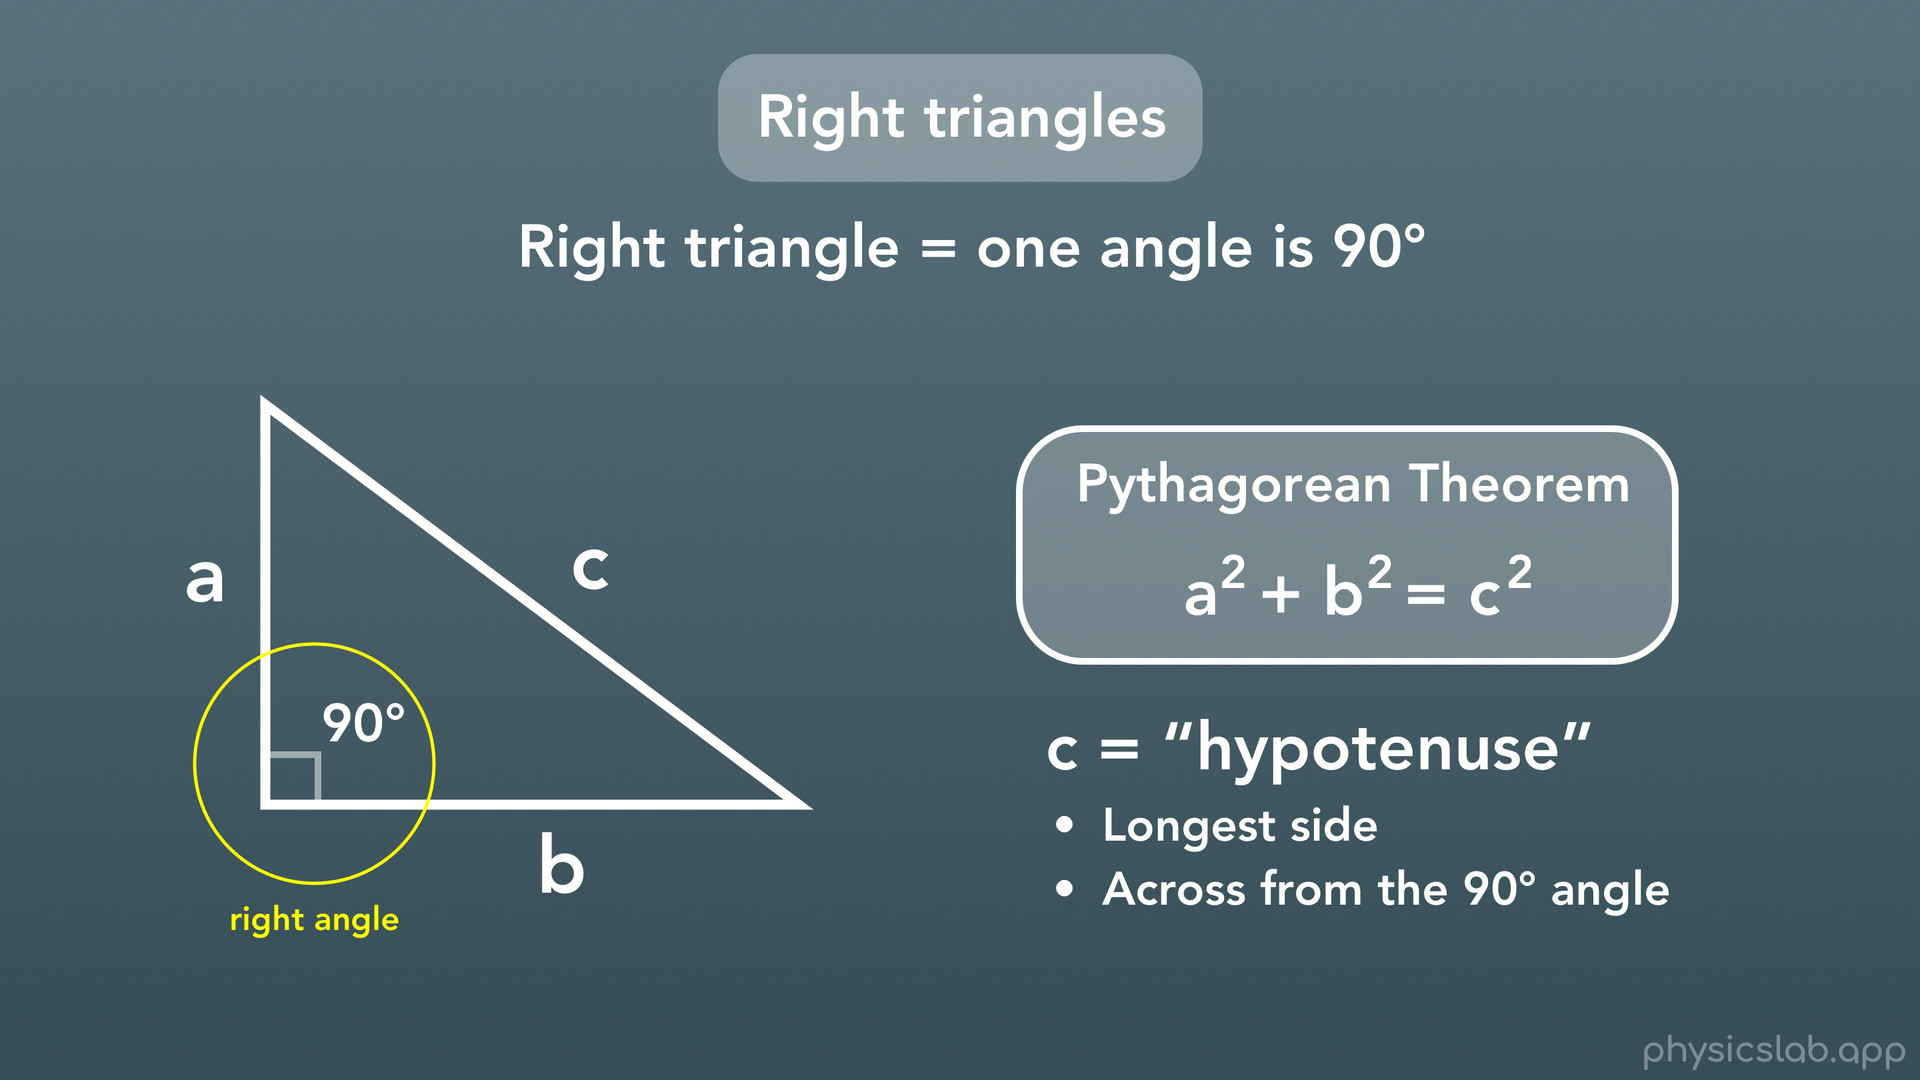 Right triangles
Right triangle = one angle is 90°
a
c
90°
b
right angle
Pythagorean Theorem
a² + b² = c²
c = “hypotenuse”
• Longest side
• Across from the 90° angle
physicslab.app